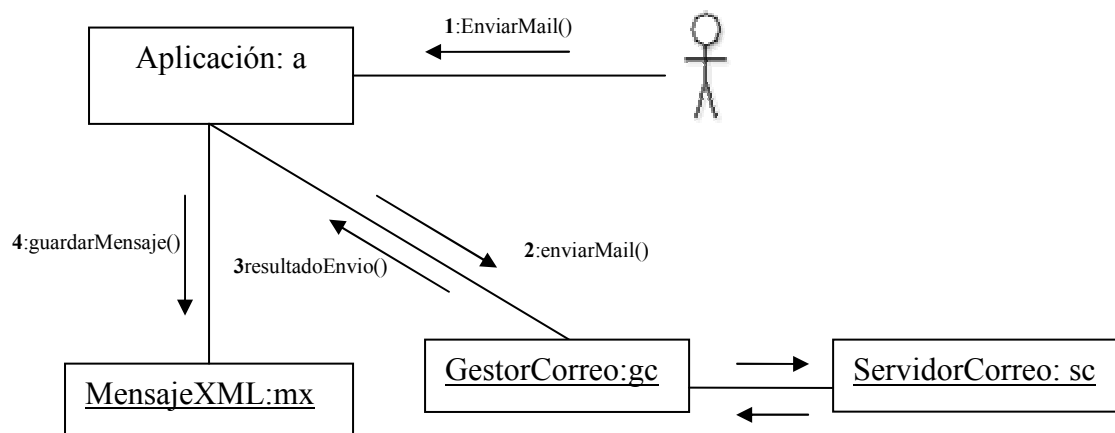 1:EnviarMail()
Aplicación: a
4:guardarMensaje()
3resultadoEnvio()
2:enviarMail()
GestorCorreo:gc
ServidorCorreo: sc
MensajeXML:mx